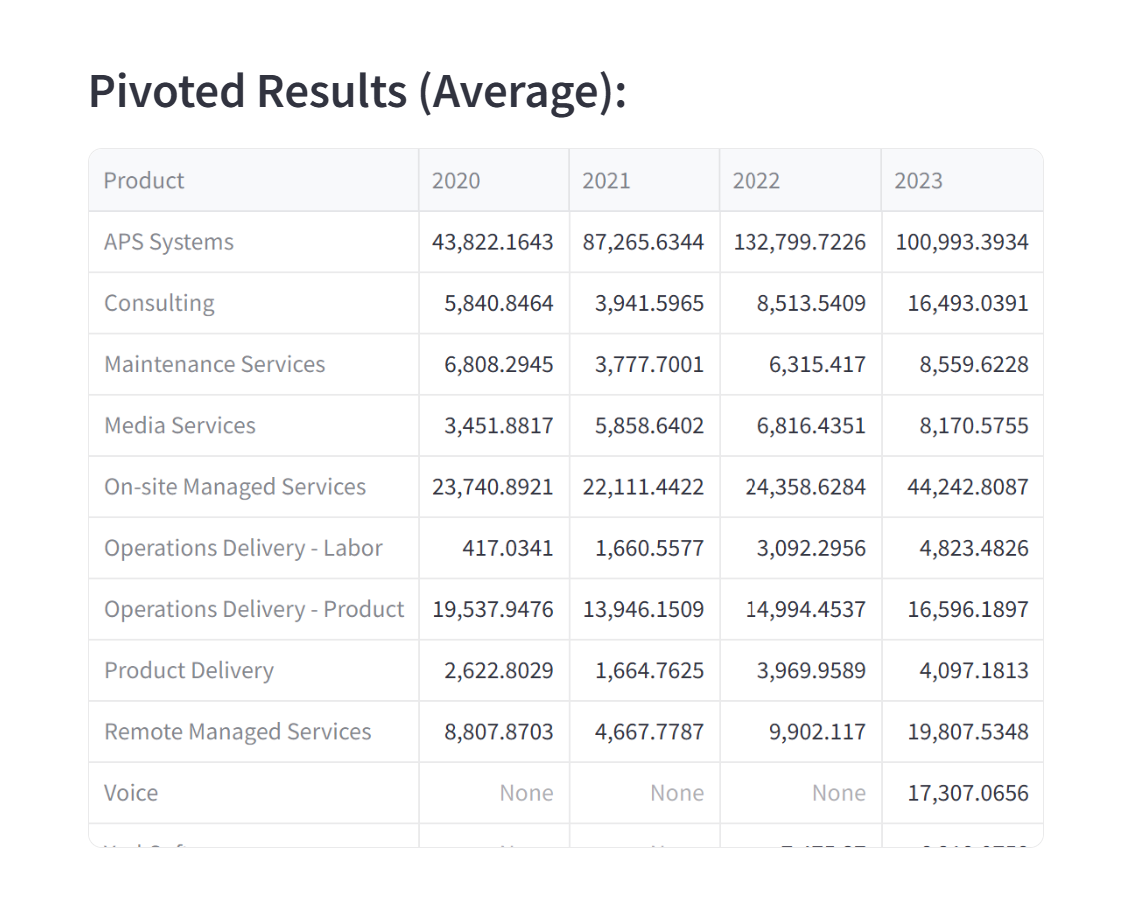 Pivoted Results (Average):
Product 2020 2021 2022 2023
APS Systems 43,822.1643 87,265.6344 132,799.7226 100,993.3934
Consulting 5,840.8464 3,941.5965 8,513.5409 16,493.0391
Maintenance Services 6,808.2945 3,777.7001 6,315.417 8,559.6228
Media Services 3,451.8817 5,858.6402 6,816.4351 8,170.5755
On-site Managed Services 23,740.8921 22,111.4422 24,358.6284 44,242.8087
Operations Delivery - Labor 417.0341 1,660.5577 3,092.2956 4,823.4826
Operations Delivery - Product 19,537.9476 13,946.1509 14,994.4537 16,596.1897
Product Delivery 2,622.8029 1,664.7625 3,969.9589 4,097.1813
Remote Managed Services 8,807.8703 4,667.7787 9,902.117 19,807.5348
Voice None None None 17,307.0656